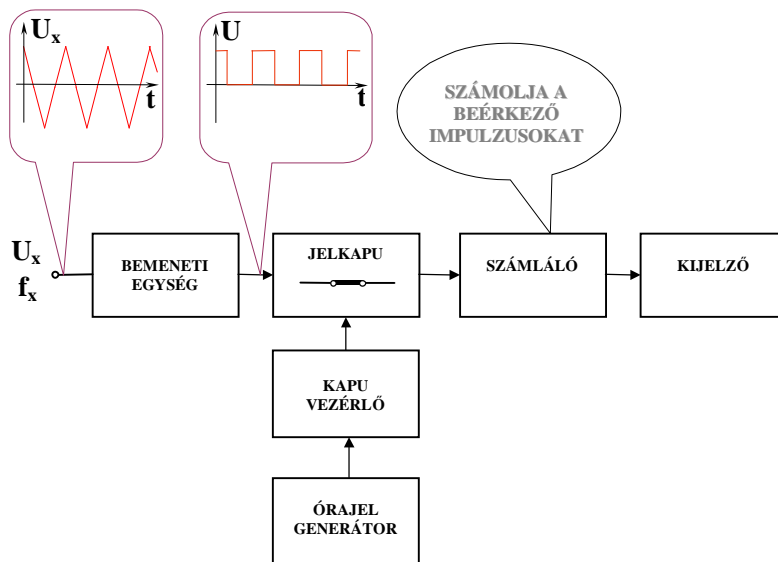 Uₓ
t
U
t
SZÁMOLJA A
BEÉRKEZŐ
IMPULZUSOKAT
Uₓ
fₓ
BEMENETI
EGYSÉG
JELKAPU
SZÁMLÁLÓ
KIJELZŐ
KAPU
VEZÉRLŐ
ÓRAJEL
GENERÁTOR